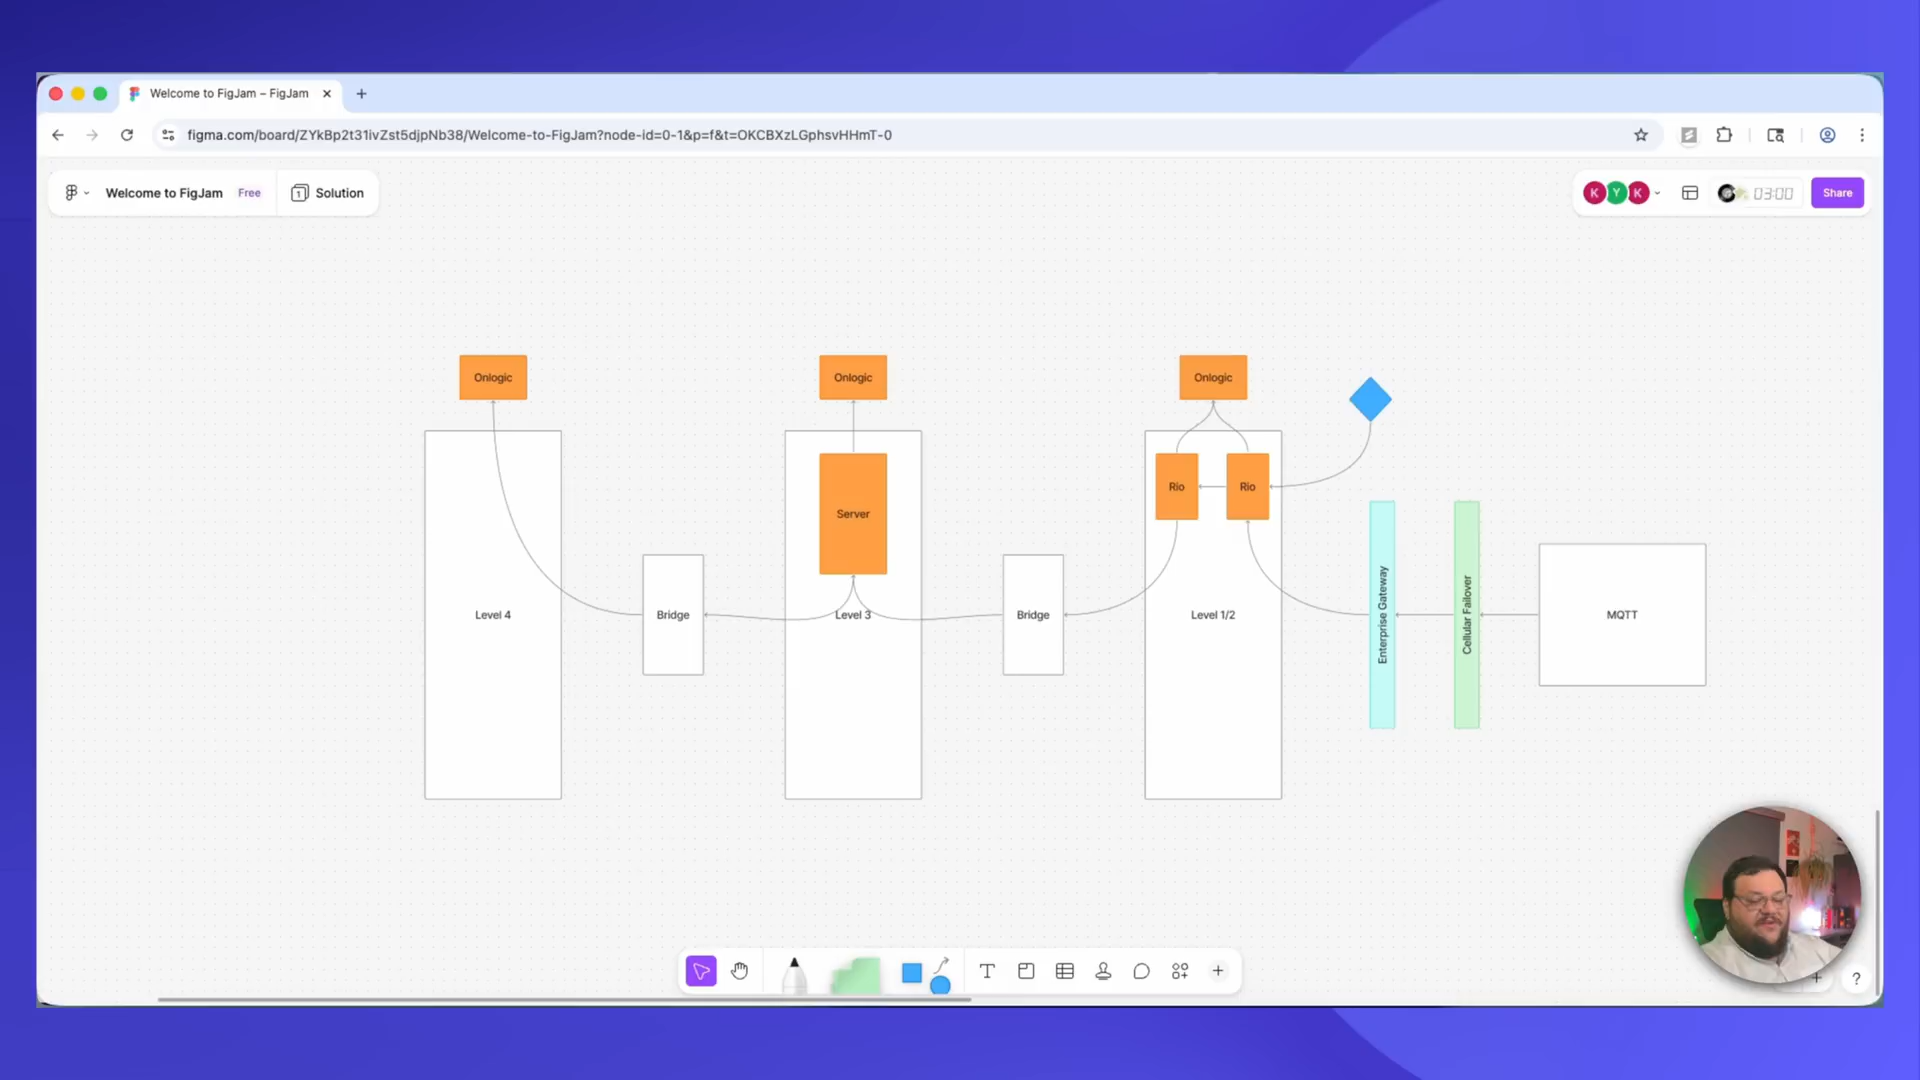 Welcome to FigJam – FigJam
figma.com/board/ZYkBp2t31ivZst5djpNb38/Welcome-to-FigJam?node-id=0-1&p=f&t=OKCBXzLGphsvHHmT-0
Welcome to FigJam Free 1 Solution
K Y K 03:00 Share
Onlogic Onlogic Onlogic
Rio Rio
Server
Level 4 Bridge Level 3 Bridge Level 1/2 Enterprise Gateway Cellular Failover MQTT
T
?